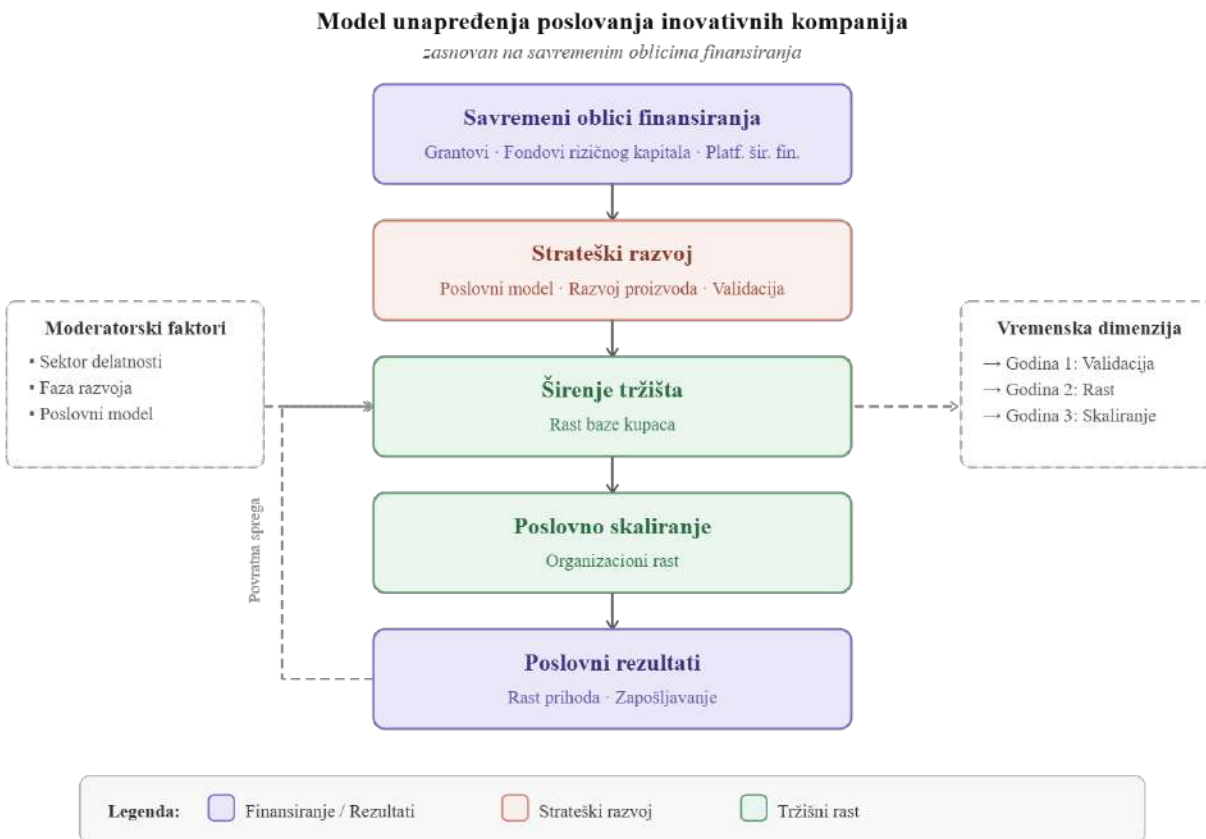 Model unapređenja poslovanja inovativnih kompanija
zasnovan na savremenim oblicima finansiranja
Savremeni oblici finansiranja
Grantovi · Fondovi rizičnog kapitala · Platf. šir. fin.
Strateški razvoj
Poslovni model · Razvoj proizvoda · Validacija
Moderatorski faktori
▪ Sektor delatnosti
▪ Faza razvoja
▪ Poslovni model
Širenje tržišta
Rast baze kupaca
Vremenska dimenzija
→ Godina 1: Validacija
→ Godina 2: Rast
→ Godina 3: Skaliranje
Povratna sprega
Poslovno skaliranje
Organizacioni rast
Poslovni rezultati
Rast prihoda · Zapošljavanje
Legenda: Finansiranje / Rezultati Strateški razvoj Tržišni rast